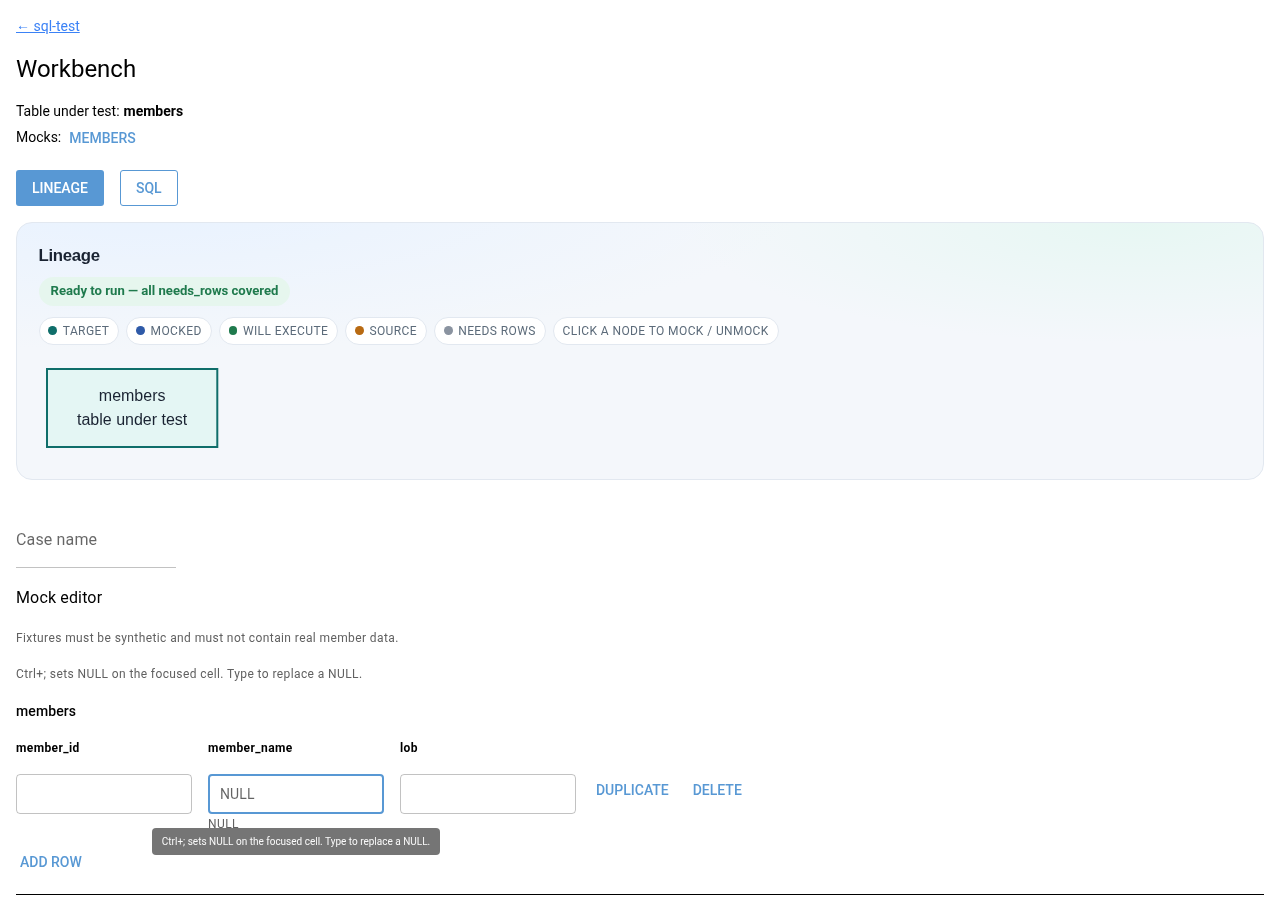 ← sql-test
Workbench
Table under test: members
Mocks: MEMBERS
LINEAGE SQL
Lineage
Ready to run — all needs_rows covered
TARGET MOCKED WILL EXECUTE SOURCE NEEDS ROWS CLICK A NODE TO MOCK / UNMOCK
members
table under test
Case name
Mock editor
Fixtures must be synthetic and must not contain real member data.
Ctrl+; sets NULL on the focused cell. Type to replace a NULL.
members
member_id member_name lob
NULL DUPLICATE DELETE
NULL
Ctrl+; sets NULL on the focused cell. Type to replace a NULL.
ADD ROW